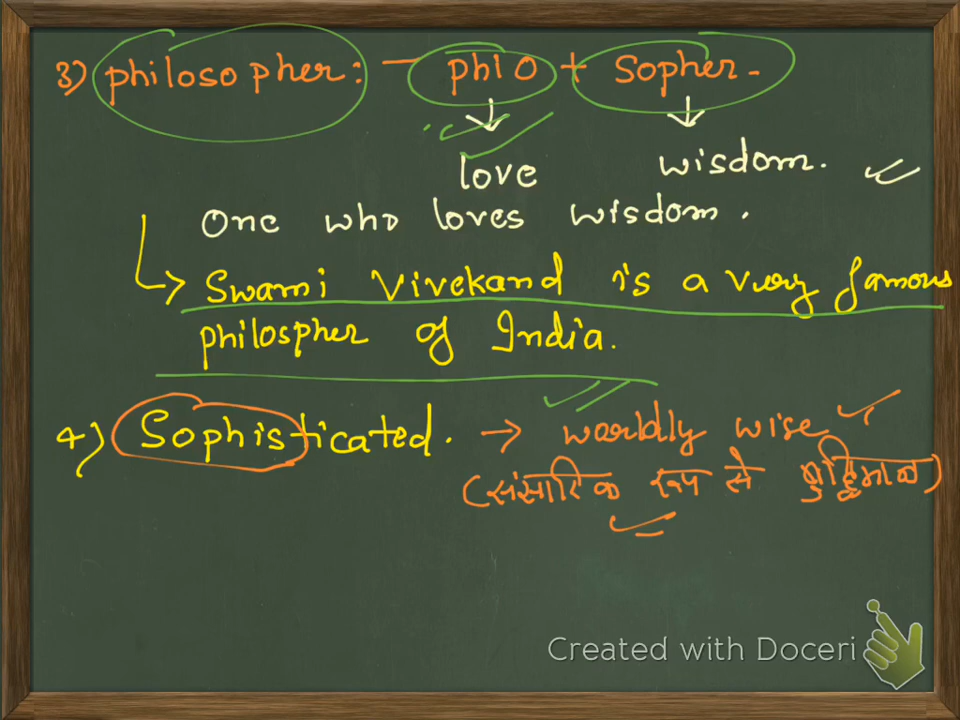 3) philosopher: - philo + Sopher -
love wisdom.
One who loves wisdom.
→ Swami Vivekand is a very famous
philospher of India.
4) Sophisticated. → worldly wise
(संसारिक रूप से बुद्धिमान)
Created with Doceri